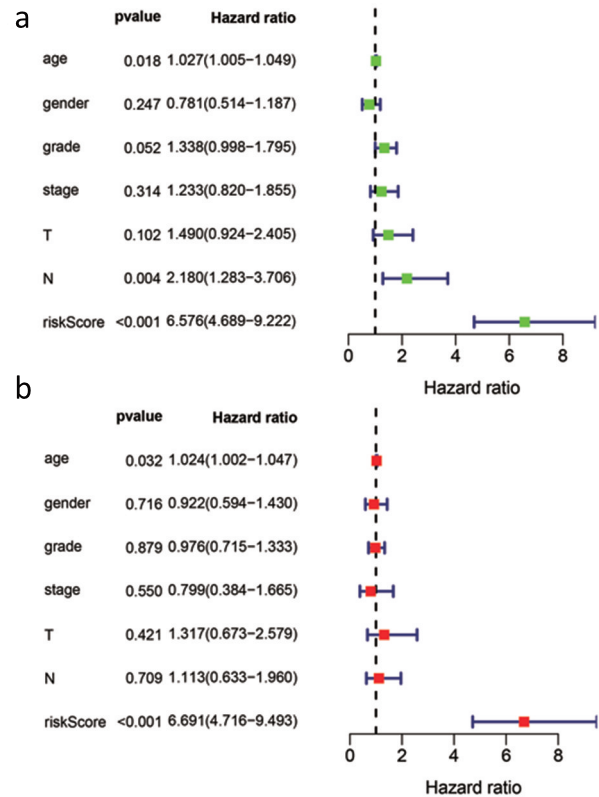 a
pvalue Hazard ratio
age 0.018 1.027(1.005−1.049)
gender 0.247 0.781(0.514−1.187)
grade 0.052 1.338(0.998−1.795)
stage 0.314 1.233(0.820−1.855)
T 0.102 1.490(0.924−2.405)
N 0.004 2.180(1.283−3.706)
riskScore <0.001 6.576(4.689−9.222)
0 2 4 6 8
Hazard ratio
b
pvalue Hazard ratio
age 0.032 1.024(1.002−1.047)
gender 0.716 0.922(0.594−1.430)
grade 0.879 0.976(0.715−1.333)
stage 0.550 0.799(0.384−1.665)
T 0.421 1.317(0.673−2.579)
N 0.709 1.113(0.633−1.960)
riskScore <0.001 6.691(4.716−9.493)
0 2 4 6 8
Hazard ratio